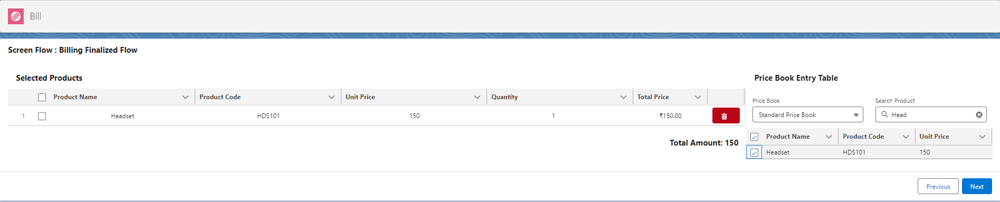 Bill
Screen Flow : Billing Finalized Flow
Selected Products
Product Name Product Code Unit Price Quantity Total Price
1 Headset HDS101 150 1 ₹150.00
Total Amount: 150
Price Book Entry Table
Price Book Search Product
Standard Price Book Head
Product Name Product Code Unit Price
Headset HDS101 150
Previous Next